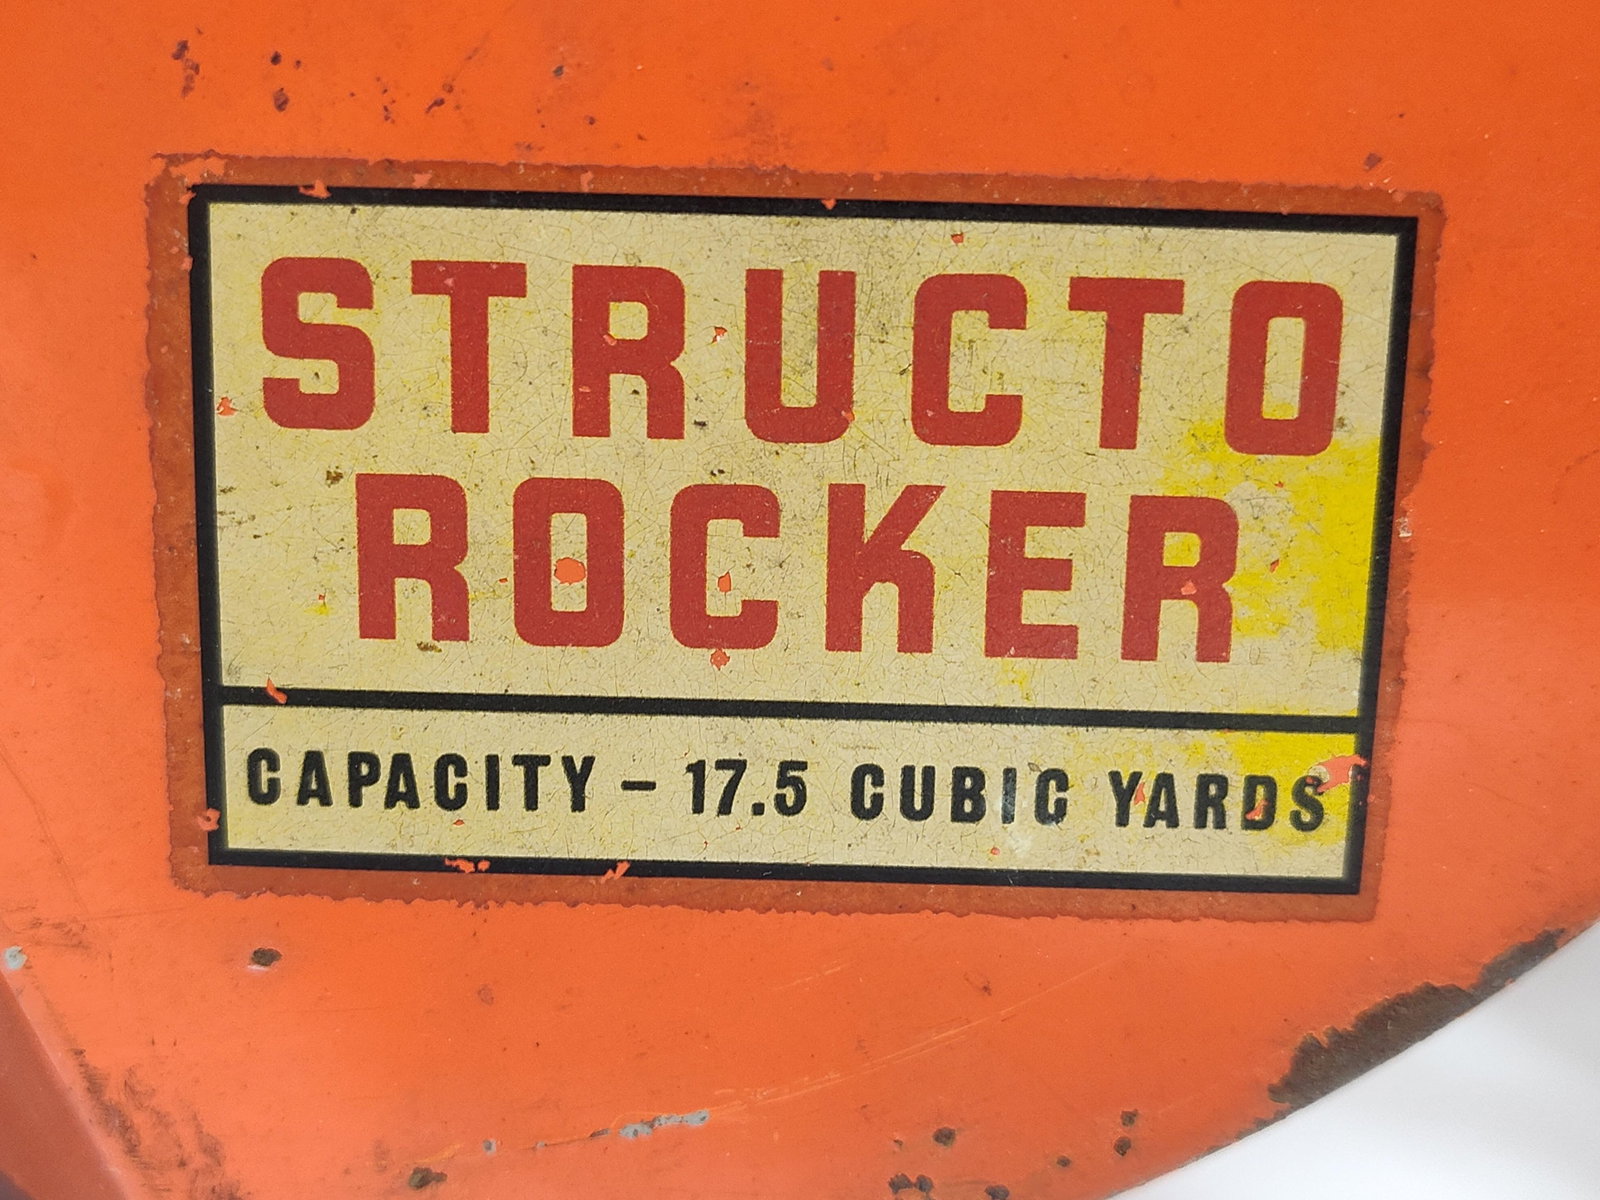 STRUCTO
ROCKER
CAPACITY – 17.5 CUBIC YARDS